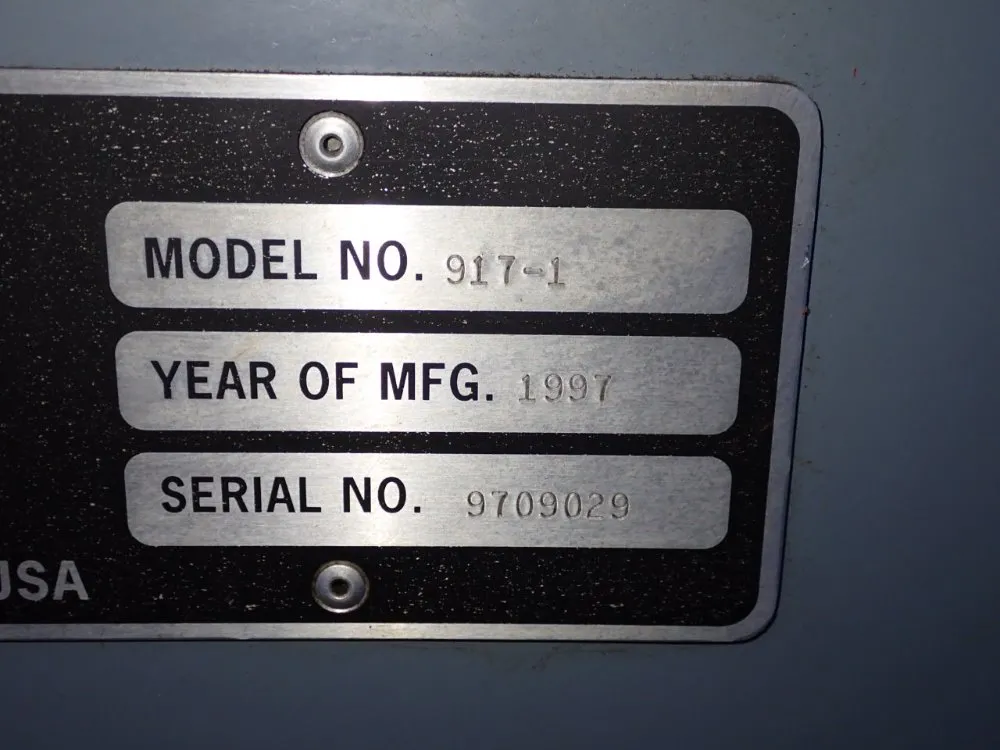 MODEL NO. 917-1
YEAR OF MFG. 1997
SERIAL NO. 9709029
USA